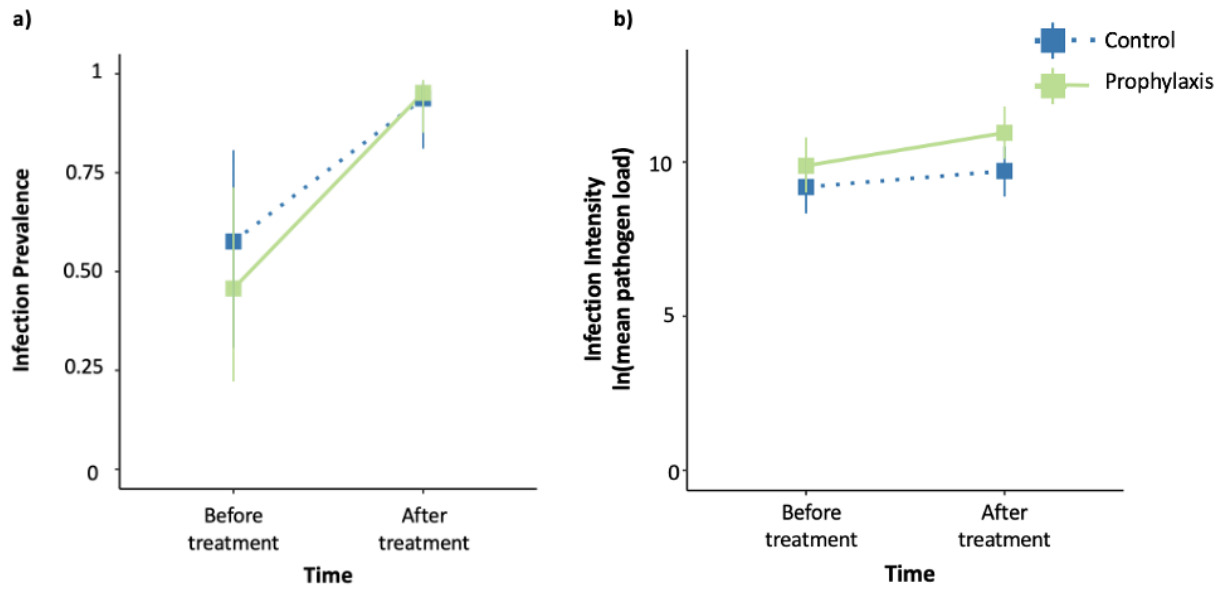 a)
Infection Prevalence
1
0.75
0.50
0.25
0
Before
treatment
After
treatment
Time
b)
Control
Prophylaxis
Infection Intensity
ln(mean pathogen load)
10
5
0
Before
treatment
After
treatment
Time